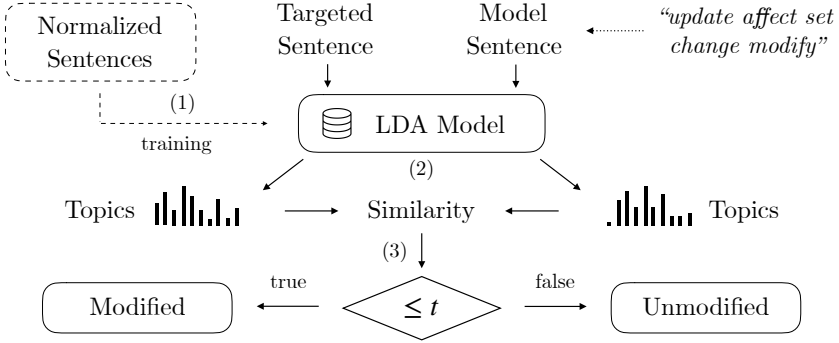 Normalized
Sentences
Targeted
Sentence
Model
Sentence
“update affect set
change modify”
(1)
training
LDA Model
(2)
Topics
Similarity
Topics
(3)
true
false
Modified
≤ t
Unmodified